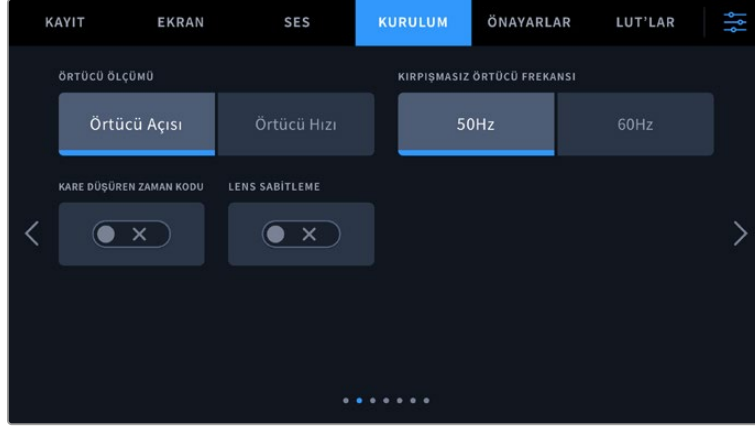 KAYIT EKRAN SES KURULUM ÖNAYARLAR LUT'LAR
ÖRTÜCÜ ÖLÇÜMÜ KIRPIŞMASIZ ÖRTÜCÜ FREKANSI
Örtücü Açısı Örtücü Hızı 50Hz 60Hz
KARE DÜŞÜREN ZAMAN KODU LENS SABİTLEME